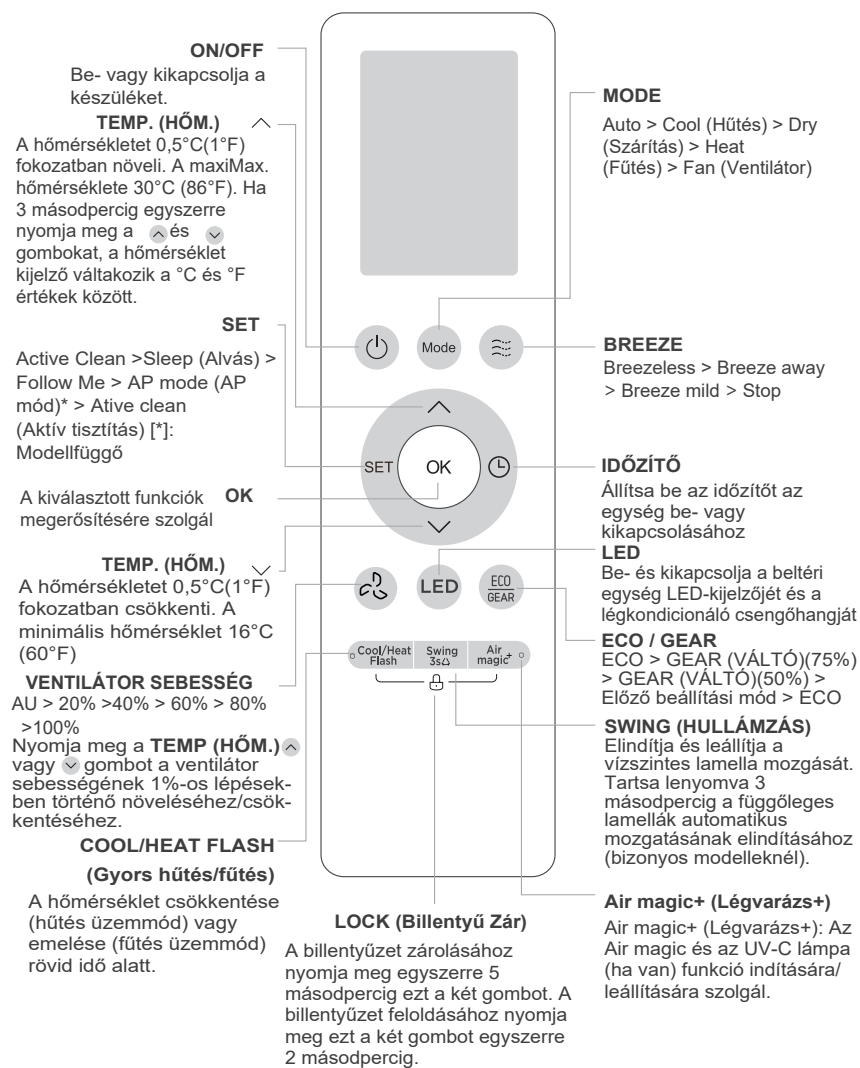 ON/OFF
Be- vagy kikapcsolja a
készüléket.
TEMP. (HŐM.)
A hőmérsékletet 0,5°C(1°F)
fokozatban növeli. A maxiMax.
hőmérséklete 30°C (86°F). Ha
3 másodpercig egyszerre
nyomja meg a és
gombokat, a hőmérséklet
kijelző váltakozik a °C és °F
értékek között.
SET
Active Clean >Sleep (Alvás) >
Follow Me > AP mode (AP
mód)* > Ative clean
(Aktív tisztítás) [*]:
Modellfüggő
A kiválasztott funkciók OK
megerősítésére szolgál
TEMP. (HŐM.)
A hőmérsékletet 0,5°C(1°F)
fokozatban csökkenti. A
minimális hőmérséklet 16°C
(60°F)
VENTILÁTOR SEBESSÉG
AU > 20% >40% > 60% > 80%
>100%
Nyomja meg a TEMP (HŐM.)
vagy gombot a ventilátor
sebességének 1%-os lépések-
ben történő növeléséhez/csök-
kentéséhez.
COOL/HEAT FLASH
(Gyors hűtés/fűtés)
A hőmérséklet csökkentése
(hűtés üzemmód) vagy
emelése (fűtés üzemmód)
rövid idő alatt.
Mode
SET
OK
LED
ECO
GEAR
Cool/Heat
Flash
Swing
3s
Air
magic+
LOCK (Billentyű Zár)
A billentyűzet zárolásához
nyomja meg egyszerre 5
másodpercig ezt a két gombot. A
billentyűzet feloldásához nyomja
meg ezt a két gombot egyszerre
2 másodpercig.
MODE
Auto > Cool (Hűtés) > Dry
(Szárítás) > Heat
(Fűtés) > Fan (Ventilátor)
BREEZE
Breezeless > Breeze away
> Breeze mild > Stop
IDŐZÍTŐ
Állítsa be az időzítőt az
egység be- vagy
kikapcsolásához
LED
Be- és kikapcsolja a beltéri
egység LED-kijelzőjét és a
légkondicionáló csengőhangját
ECO / GEAR
ECO > GEAR (VÁLTÓ)(75%)
> GEAR (VÁLTÓ)(50%) >
Előző beállítási mód > ECO
SWING (HULLÁMZÁS)
Elindítja és leállítja a
vízszintes lamella mozgását.
Tartsa lenyomva 3
másodpercig a függőleges
lamellák automatikus
mozgatásának elindításához
(bizonyos modelleknél).
Air magic+ (Légvarázs+)
Air magic+ (Légvarázs+): Az
Air magic és az UV-C lámpa
(ha van) funkció indítására/
leállítására szolgál.